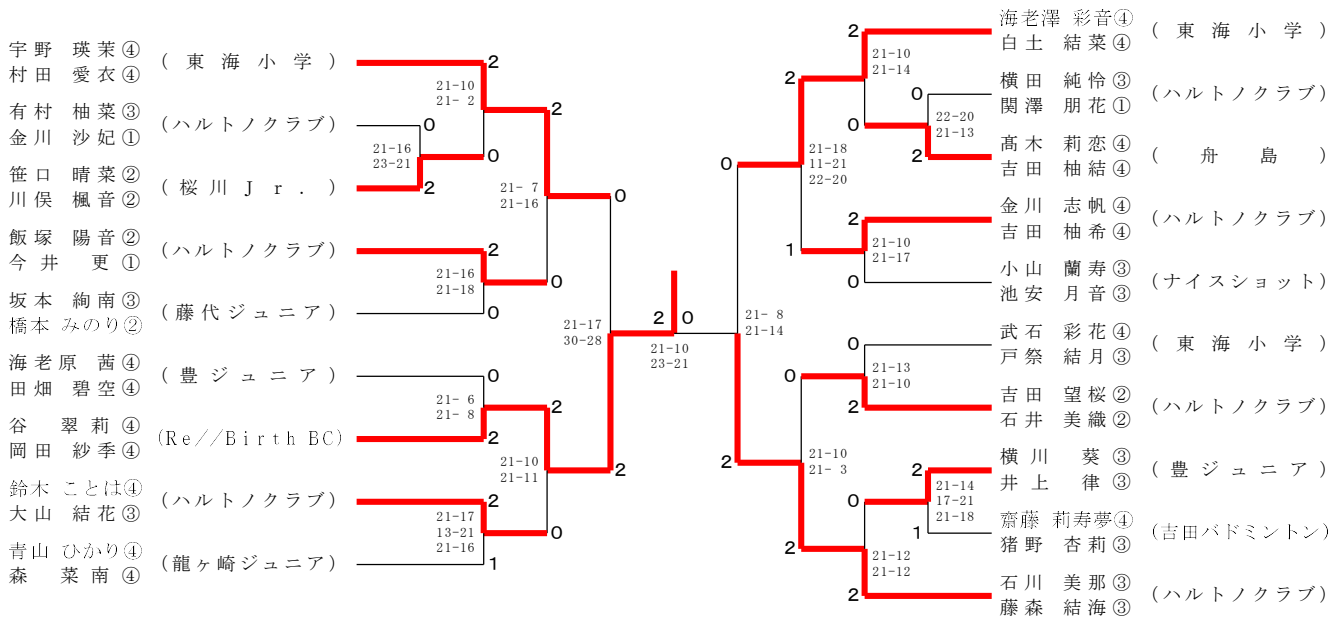 宇野 瑛茉④
村田 愛衣④
(東海小学)
有村 柚菜③
金川 沙妃①
(ハルトノクラブ)
笹口 晴菜②
川俣 楓音②
(桜川Jr.)
飯塚 陽音②
今井 更①
(ハルトノクラブ)
坂本 絢南③
橋本 みのり②
(藤代ジュニア)
海老原 茜④
田畑 碧空④
(豊ジュニア)
谷 翠莉④
岡田 紗季④
(Re//Birth BC)
鈴木 ことは④
大山 結花③
(ハルトノクラブ)
青山 ひかり④
森 菜南④
(龍ヶ崎ジュニア)
2
21-10
21- 2
2
0
21-16
23-21
0
2
21- 7
21-16
0
2
21-16
21-18
0
0
21-17
30-28
0
21- 6
21- 8
2
2
21-10
21-11
2
2
21-17
13-21
21-16
0
1
2 0
21-10
23-21
海老澤 彩音④
白土 結菜④
(東海小学)
横田 純怜③
関澤 朋花①
(ハルトノクラブ)
髙木 莉恋④
吉田 柚結④
(舟島)
金川 志帆④
吉田 柚希④
(ハルトノクラブ)
小山 蘭寿③
池安 月音③
(ナイスショット)
武石 彩花④
戸祭 結月③
(東海小学)
吉田 望桜②
石井 美織②
(ハルトノクラブ)
横川 葵③
井上 律③
(豊ジュニア)
齋藤 莉寿夢④
猪野 杏莉③
(吉田バドミントン)
石川 美那③
藤森 結海③
(ハルトノクラブ)
2
21-10
21-14
2
0
22-20
21-13
0
2
0
21-18
11-21
22-20
2
1
21-10
21-17
0
21- 8
21-14
0
21-13
21-10
0
2
2
21-10
21- 3
2
0
21-14
17-21
21-18
1
2
21-12
21-12
2